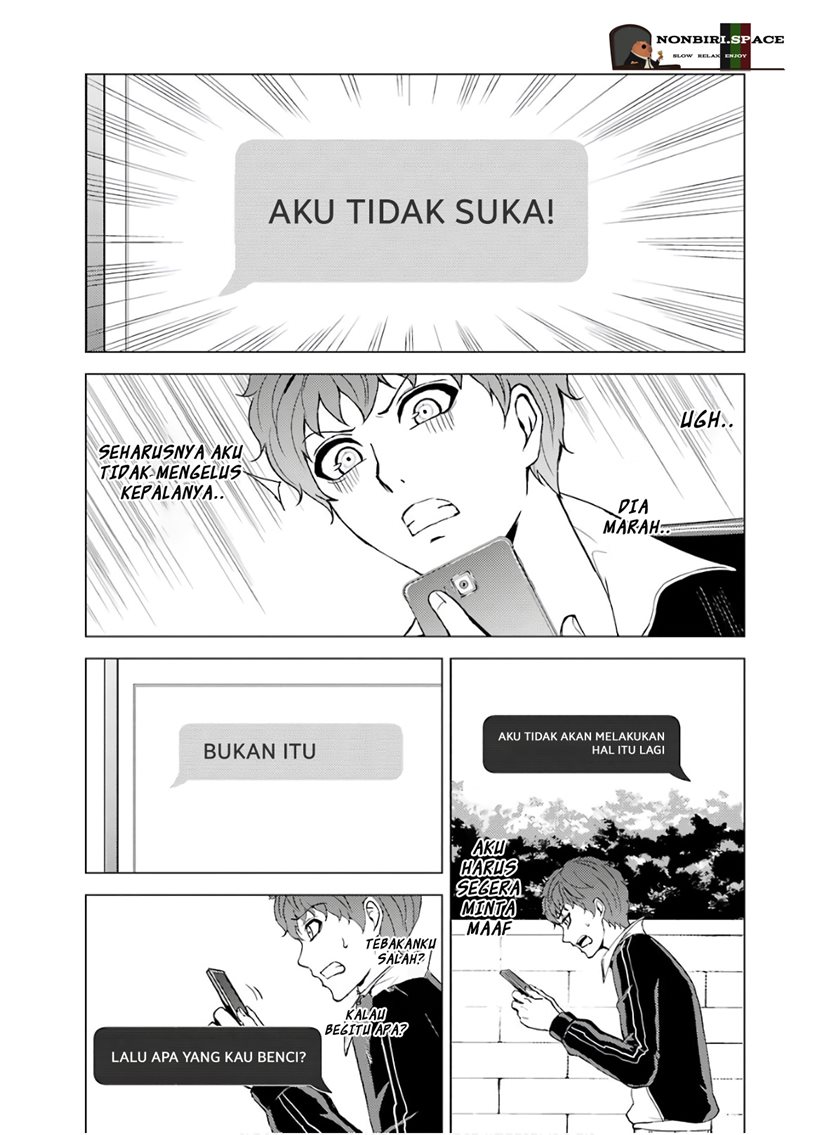 NONBIRI.SPACE
SLOW RELAX ENJOY
AKU TIDAK SUKA!
UGH..
DIA
MARAH..
SEHARUSNYA AKU
TIDAK MENGELUS
KEPALANYA..
AKU TIDAK AKAN MELAKUKAN
HAL ITU LAGI
AKU
HARUS
SEGERA
MINTA
MAAF
BUKAN ITU
TEBAKANKU
SALAH?
KALAU
BEGITU APA?
LALU APA YANG KAU BENCI?